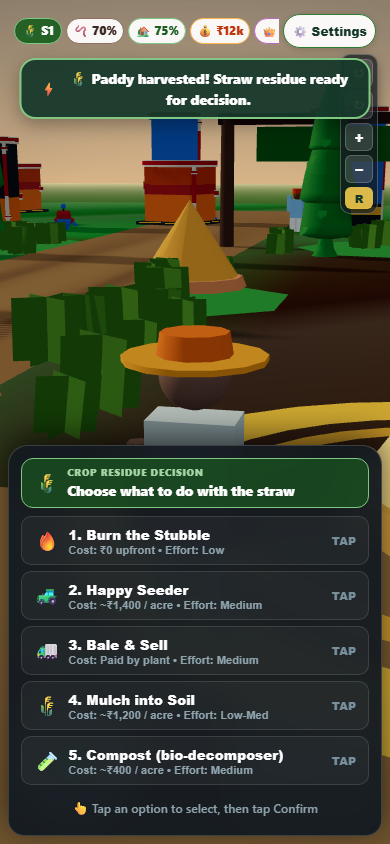 S1 70% 75% ₹12k Settings
Paddy harvested! Straw residue ready
for decision.
+
−
R
CROP RESIDUE DECISION
Choose what to do with the straw
1. Burn the Stubble
Cost: ₹0 upfront • Effort: Low
TAP
2. Happy Seeder
Cost: ~₹1,400 / acre • Effort: Medium
TAP
3. Bale & Sell
Cost: Paid by plant • Effort: Medium
TAP
4. Mulch into Soil
Cost: ~₹1,200 / acre • Effort: Low-Med
TAP
5. Compost (bio-decomposer)
Cost: ~₹400 / acre • Effort: Medium
TAP
Tap an option to select, then tap Confirm